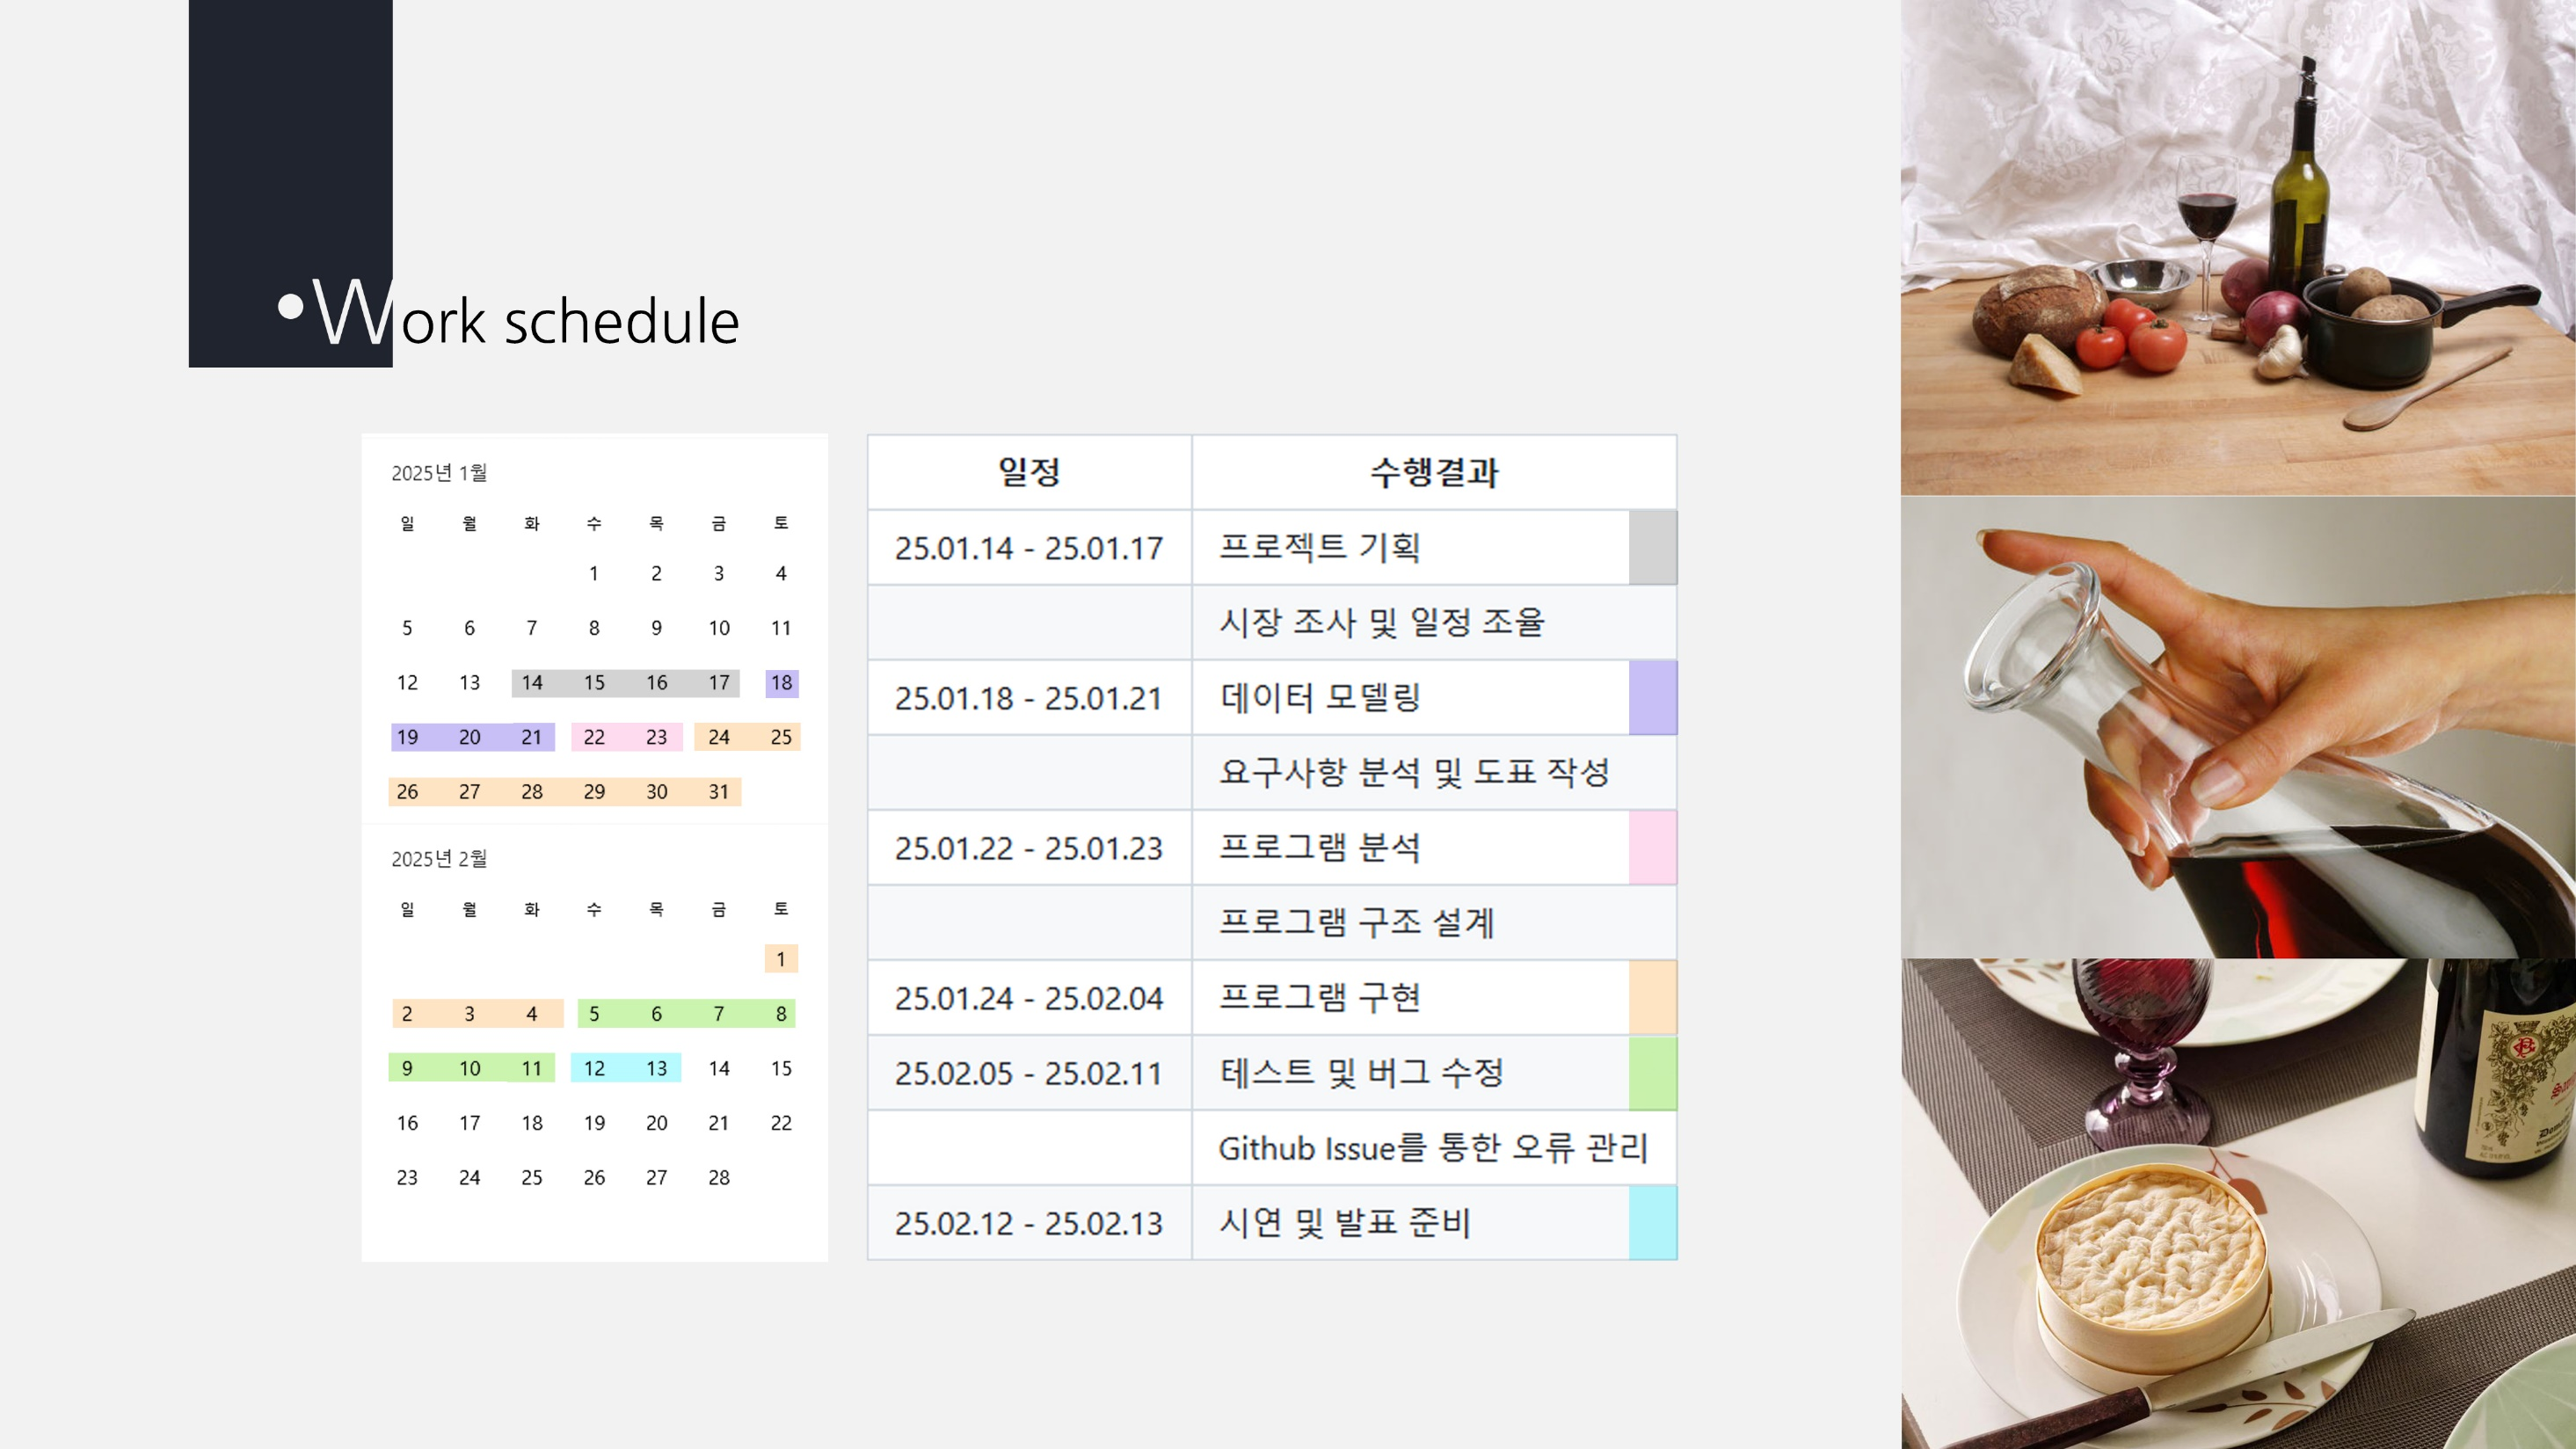 •Work schedule
2025년 1월
일 월 화 수 목 금 토
1 2 3 4
5 6 7 8 9 10 11
12 13 14 15 16 17 18
19 20 21 22 23 24 25
26 27 28 29 30 31
2025년 2월
일 월 화 수 목 금 토
1
2 3 4 5 6 7 8
9 10 11 12 13 14 15
16 17 18 19 20 21 22
23 24 25 26 27 28
일정 수행결과
25.01.14 - 25.01.17 프로젝트 기획
시장 조사 및 일정 조율
25.01.18 - 25.01.21 데이터 모델링
요구사항 분석 및 도표 작성
25.01.22 - 25.01.23 프로그램 분석
프로그램 구조 설계
25.01.24 - 25.02.04 프로그램 구현
25.02.05 - 25.02.11 테스트 및 버그 수정
Github Issue를 통한 오류 관리
25.02.12 - 25.02.13 시연 및 발표 준비